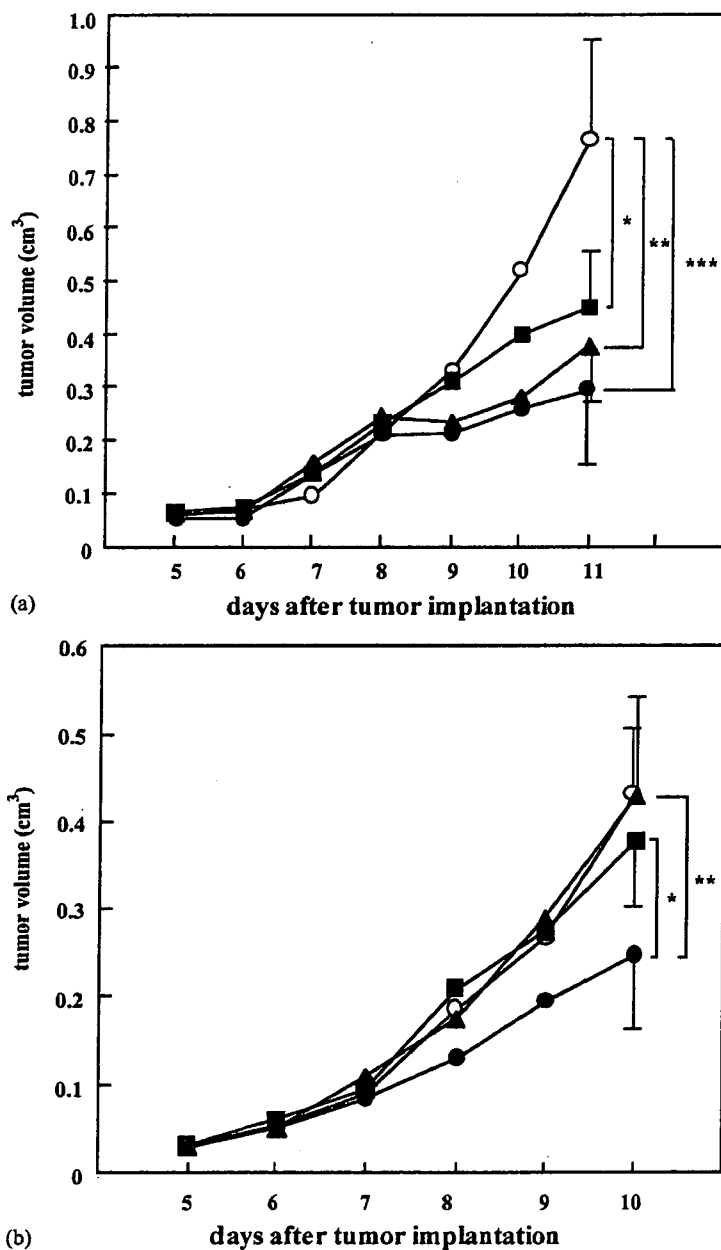 1.0
0.9
0.8
0.7
0.6
0.5
0.4
0.3
0.2
0.1
0
tumor volume (cm³)
*
**
***
5 6 7 8 9 10 11
(a)
days after tumor implantation
0.6
0.5
0.4
0.3
0.2
0.1
0
tumor volume (cm³)
*
**
5 6 7 8 9 10
(b)
days after tumor implantation